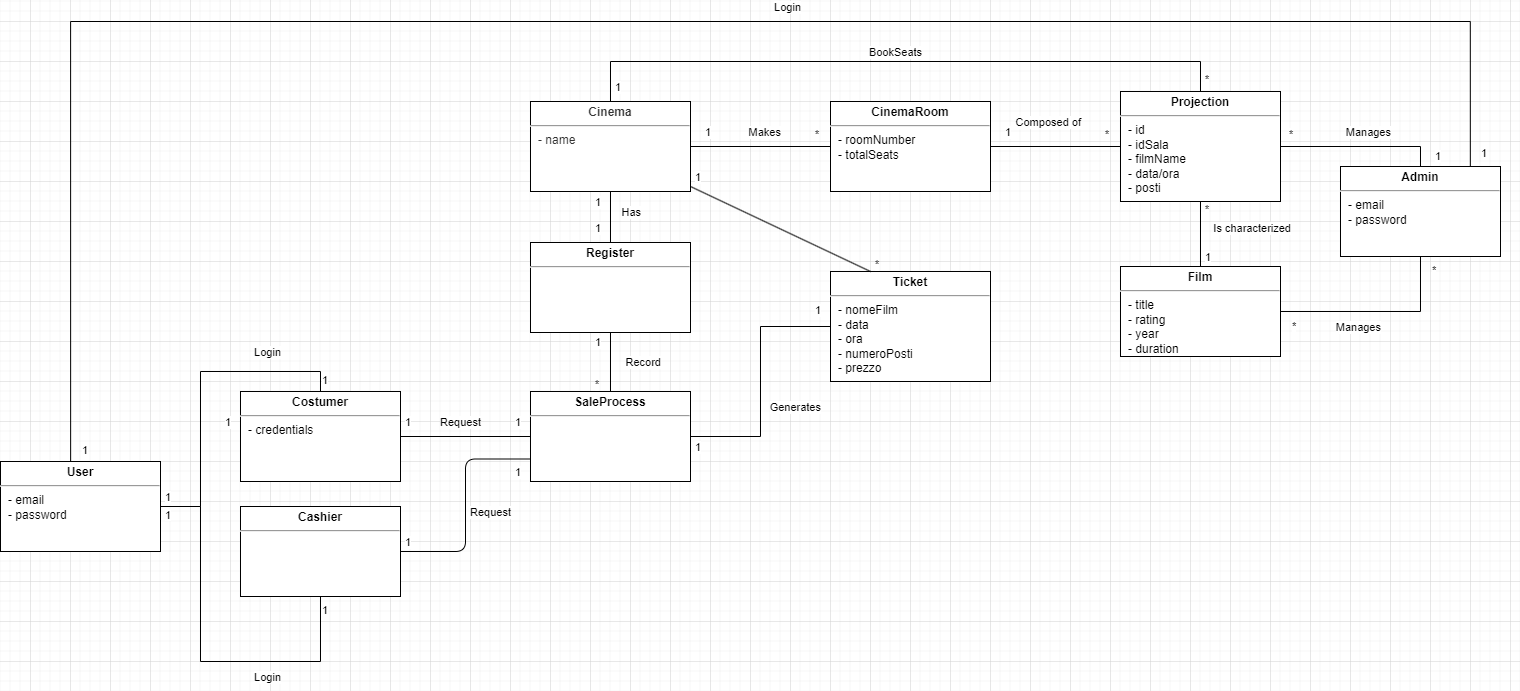 Login
BookSeats
1
*
Cinema
- name
1
Makes
*
CinemaRoom
- roomNumber
- totalSeats
1
Composed of
*
Projection
- id
- idSala
- filmName
- data/ora
- posti
*
Manages
1
1
Admin
- email
- password
1
1
Has
1
*
Is characterized
1
Register
*
Ticket
- nomeFilm
- data
- ora
- numeroPosti
- prezzo
1
Film
- title
- rating
- year
- duration
*
*
Manages
1
Record
*
Login
1
Costumer
- credentials
1
1
Request
1
SaleProcess
1
Generates
1
1
User
- email
- password
1
1
Cashier
1
Request
1
Login